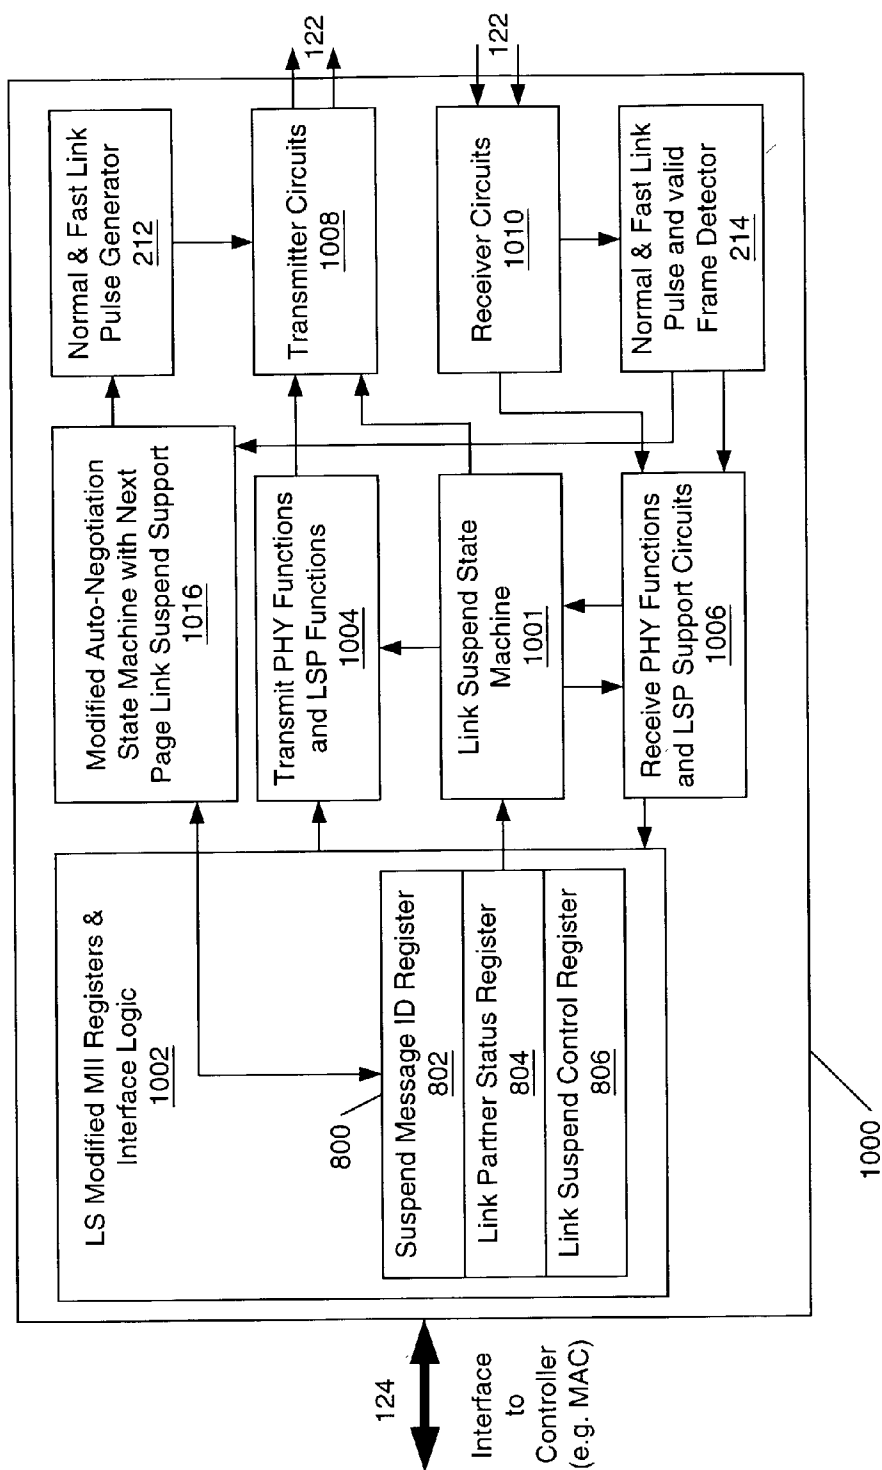 124
Interface
to
Controller
(e.g. MAC)
LS Modified MII Registers &
Interface Logic
1002
800
Suspend Message ID Register
802
Link Partner Status Register
804
Link Suspend Control Register
806
Modified Auto-Negotiation
State Machine with Next
Page Link Suspend Support
1016
Transmit PHY Functions
and LSP Functions
1004
Link Suspend State
Machine
1001
Receive PHY Functions
and LSP Support Circuits
1006
Normal & Fast Link
Pulse Generator
212
Transmitter Circuits
1008
Receiver Circuits
1010
Normal & Fast Link
Pulse and valid
Frame Detector
214
122
122
1000